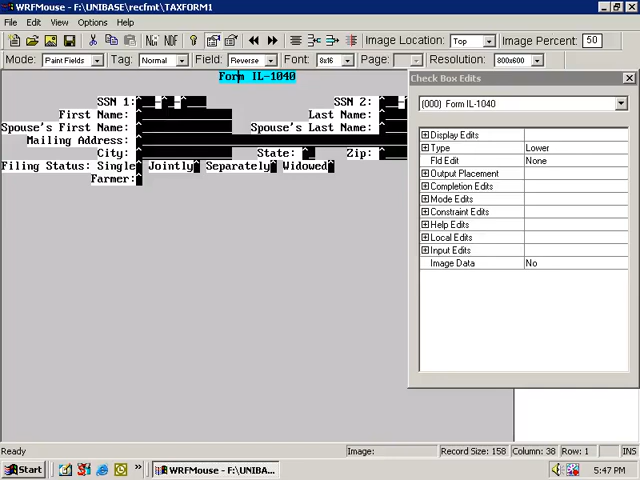 WRFMouse - F:\UNIBASE\recfmt\TAXFORM1
File Edit View Options Help
Image Location: Top Image Percent: 50
Mode: Paint Fields Tag: Normal Field: Reverse Font: 8x16 Page: Resolution: 800x600
Form IL-1040
SSN 1: - - SSN 2: -
First Name: Last Name:
Spouse's First Name: Spouse's Last Name:
Mailing Address:
City: State: Zip:
Filing Status: Single Jointly Separately Widowed
Farmer:
Check Box Edits
(000) Form IL-1040
Display Edits
Type Lower
Fld Edit None
Output Placement
Completion Edits
Mode Edits
Constraint Edits
Help Edits
Local Edits
Input Edits
Image Data No
Ready Image: Record Size: 158 Column: 38 Row: 1 INS
Start WRFMouse - F:\UNIBA... 5:47 PM